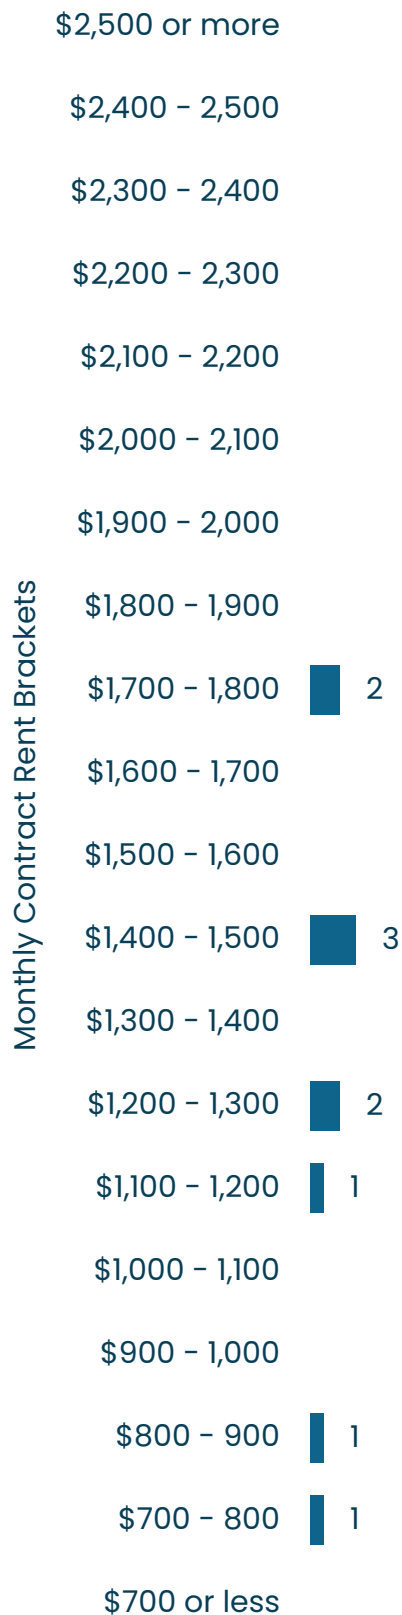 Monthly Contract Rent Brackets
$2,500 or more
$2,400 - 2,500
$2,300 - 2,400
$2,200 - 2,300
$2,100 - 2,200
$2,000 - 2,100
$1,900 - 2,000
$1,800 - 1,900
$1,700 - 1,800 2
$1,600 - 1,700
$1,500 - 1,600
$1,400 - 1,500 3
$1,300 - 1,400
$1,200 - 1,300 2
$1,100 - 1,200 1
$1,000 - 1,100
$900 - 1,000
$800 - 900 1
$700 - 800 1
$700 or less